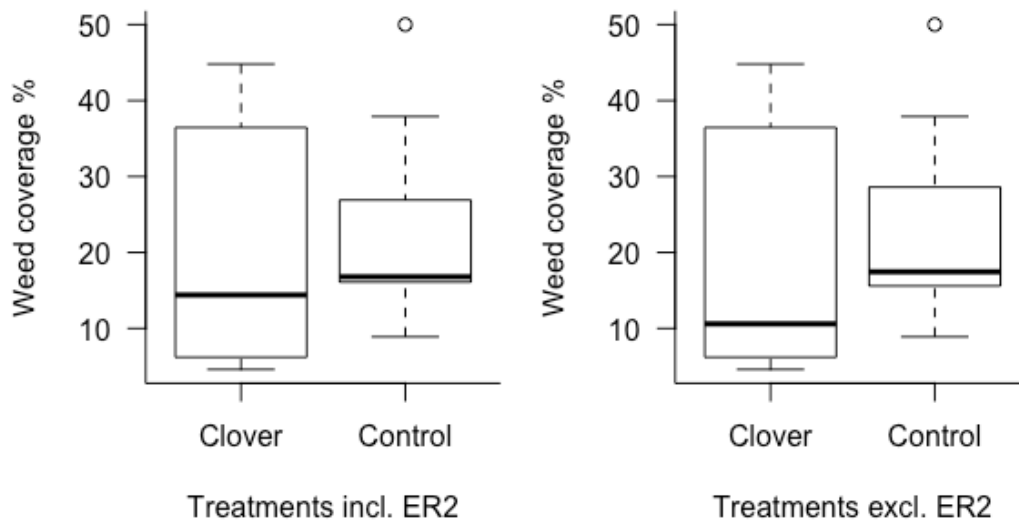 Weed coverage %
50
40
30
20
10
Clover Control
Treatments incl. ER2
Weed coverage %
50
40
30
20
10
Clover Control
Treatments excl. ER2